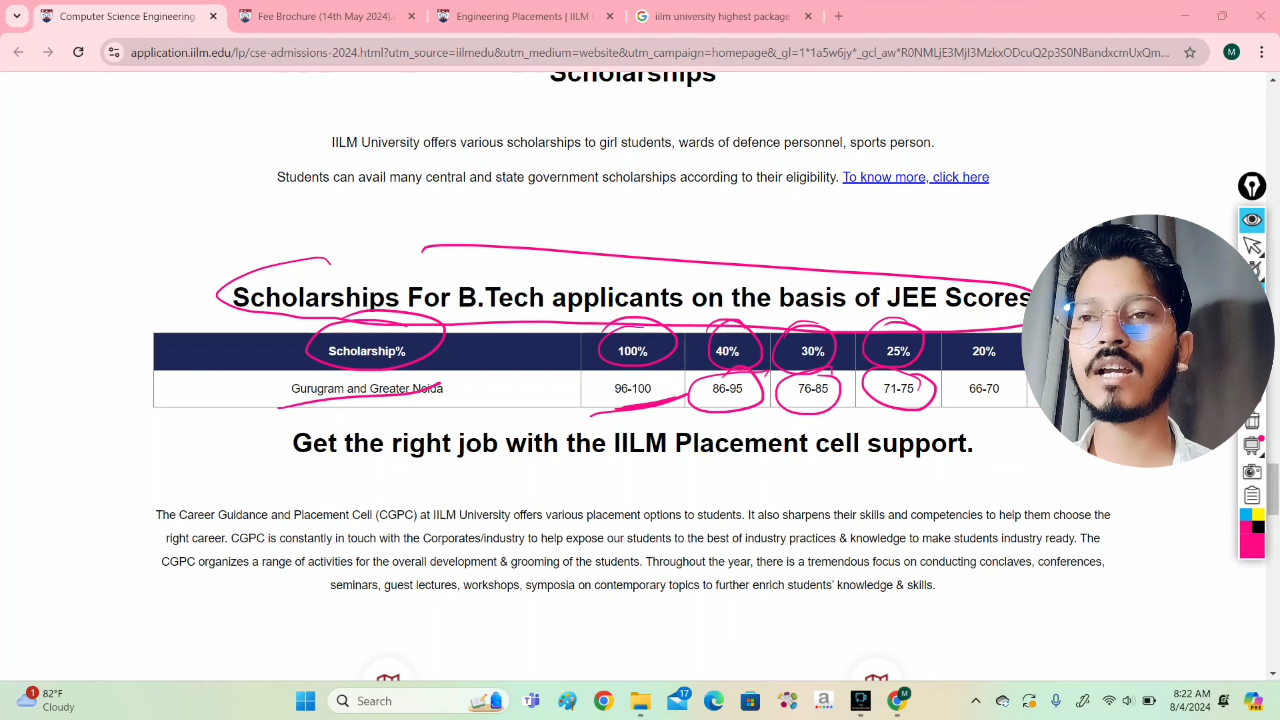 Computer Science Engineering
Fee Brochure (14th May 2024).c
Engineering Placements | IILM U
iilm university highest package
application.iilm.edu/lp/cse-admissions-2024.html?utm_source=iilmedu&utm_medium=website&utm_campaign=homepage&_gl=1*1a5w6jy*_gcl_aw*R0NMLjE3MjI3MzkxODcuQ2p3S0NBandxcmUxQm...
M
Scholarships
IILM University offers various scholarships to girl students, wards of defence personnel, sports person.
Students can avail many central and state government scholarships according to their eligibility. To know more, click here
Scholarships For B.Tech applicants on the basis of JEE Scores
Scholarship% 100% 40% 30% 25% 20%
Gurugram and Greater Noida 96-100 86-95 76-85 71-75 66-70
Get the right job with the IILM Placement cell support.
The Career Guidance and Placement Cell (CGPC) at IILM University offers various placement options to students. It also sharpens their skills and competencies to help them choose the
right career. CGPC is constantly in touch with the Corporates/industry to help expose our students to the best of industry practices & knowledge to make students industry ready. The
CGPC organizes a range of activities for the overall development & grooming of the students. Throughout the year, there is a tremendous focus on conducting conclaves, conferences,
seminars, guest lectures, workshops, symposia on contemporary topics to further enrich students' knowledge & skills.
1
82°F
Cloudy
Search
17
a
M
8:22 AM
8/4/2024